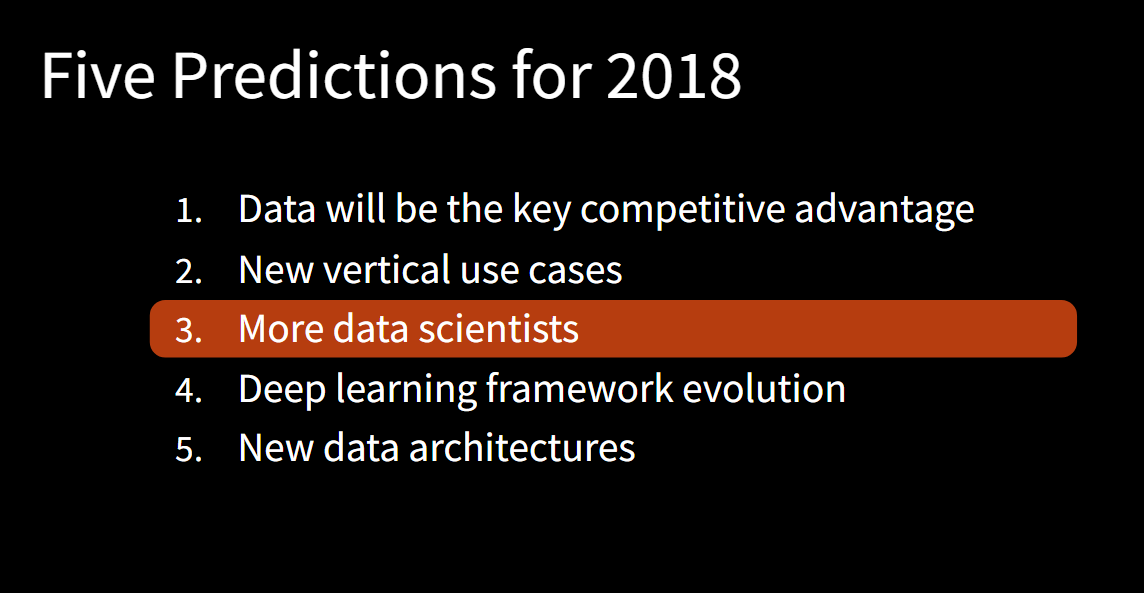 Five Predictions for 2018
1. Data will be the key competitive advantage
2. New vertical use cases
3. More data scientists
4. Deep learning framework evolution
5. New data architectures